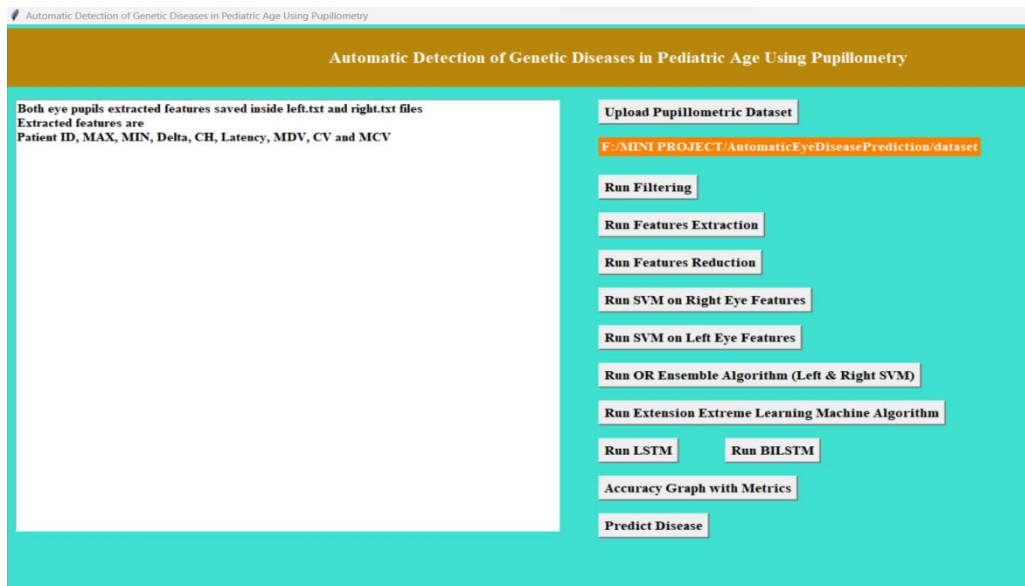 Automatic Detection of Genetic Diseases in Pediatric Age Using Pupillometry
Automatic Detection of Genetic Diseases in Pediatric Age Using Pupillometry
Both eye pupils extracted features saved inside left.txt and right.txt files
Extracted features are
Patient ID, MAX, MIN, Delta, CH, Latency, MDV, CV and MCV
Upload Pupillometric Dataset
F:/MINI PROJECT/AutomaticEyeDiseasePrediction/dataset
Run Filtering
Run Features Extraction
Run Features Reduction
Run SVM on Right Eye Features
Run SVM on Left Eye Features
Run OR Ensemble Algorithm (Left & Right SVM)
Run Extension Extreme Learning Machine Algorithm
Run LSTM Run BILSTM
Accuracy Graph with Metrics
Predict Disease